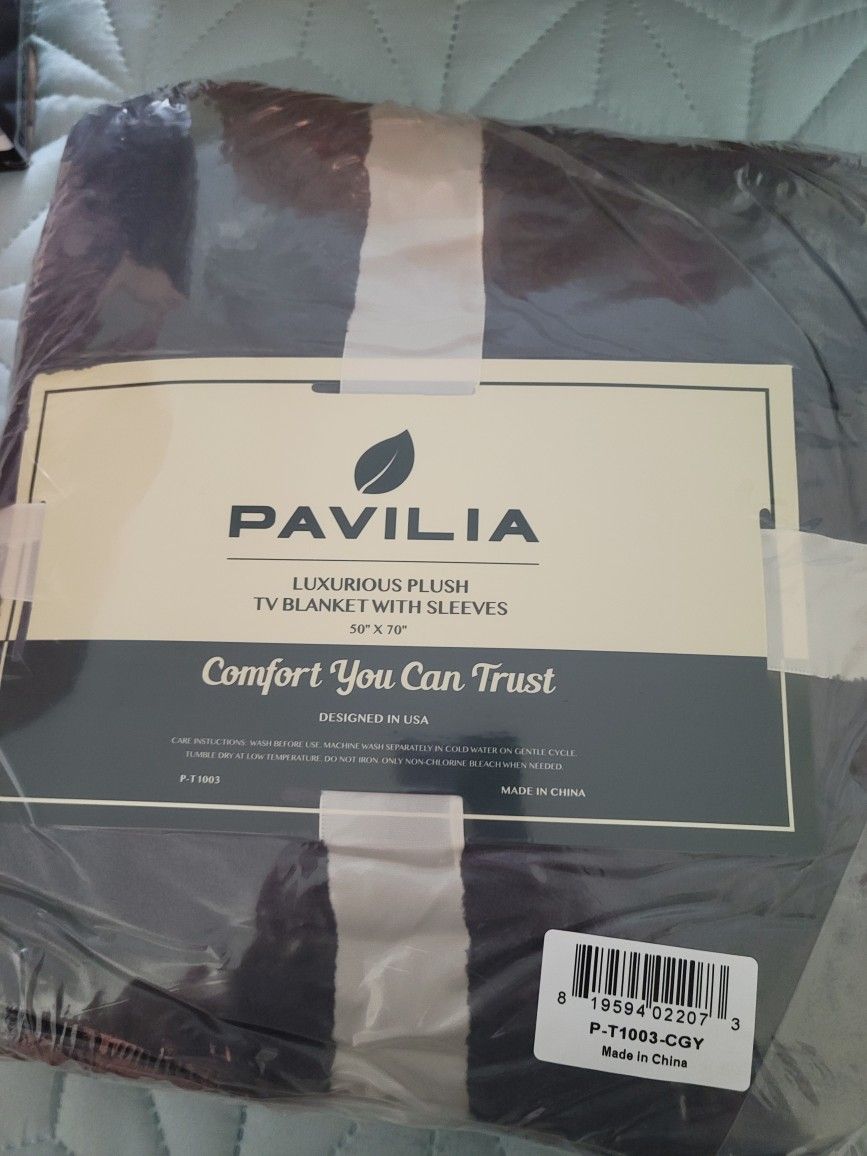 PAVILIA
LUXURIOUS PLUSH
TV BLANKET WITH SLEEVES
50" X 70"
Comfort You Can Trust
DESIGNED IN USA
CARE INSTUCTIONS: WASH BEFORE USE. MACHINE WASH SEPARATELY IN COLD WATER ON GENTLE CYCLE.
TUMBLE DRY AT LOW TEMPERATURE. DO NOT IRON. ONLY NON-CHLORINE BLEACH WHEN NEEDED.
P-T1003
MADE IN CHINA
8 19594 02207 3
P-T1003-CGY
Made in China